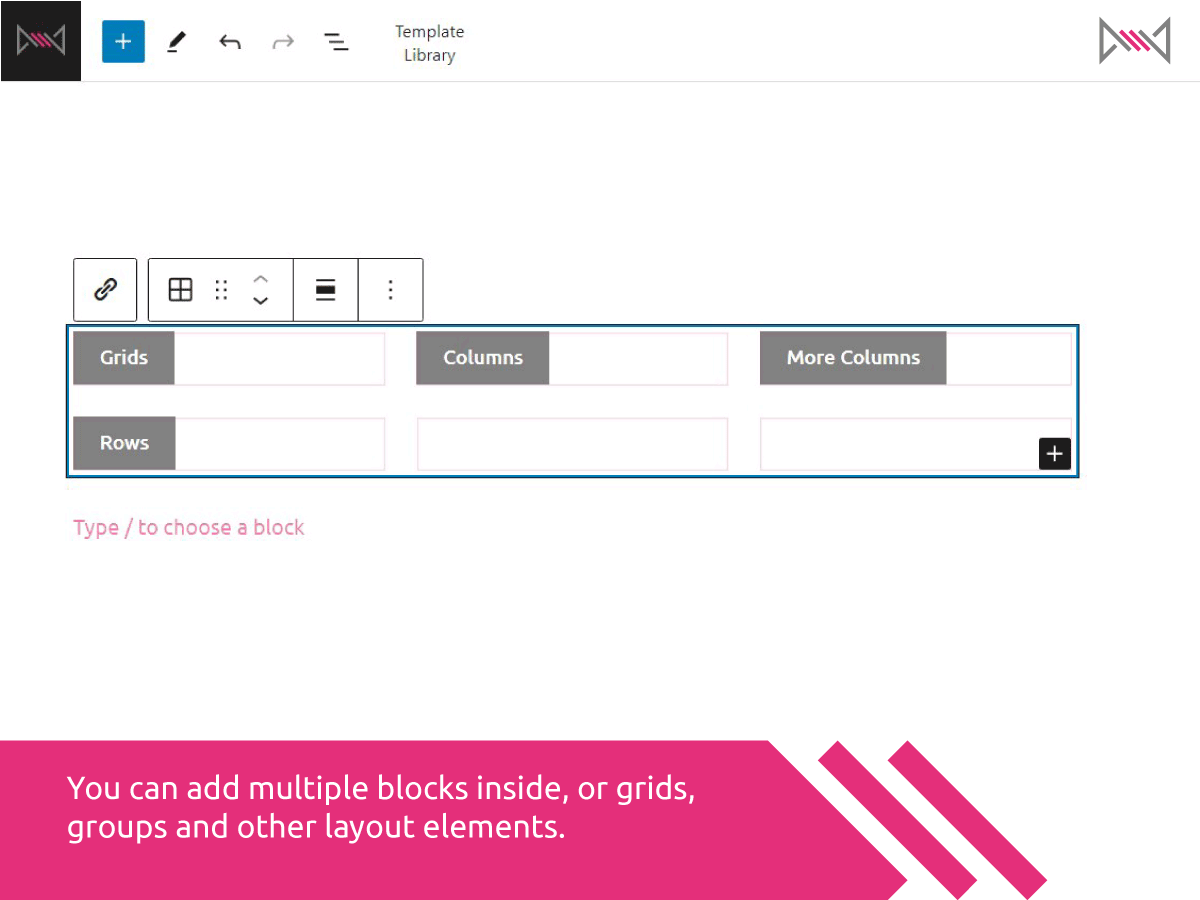 Template
Library
Grids
Columns
More Columns
Rows
Type / to choose a block
You can add multiple blocks inside, or grids,
groups and other layout elements.